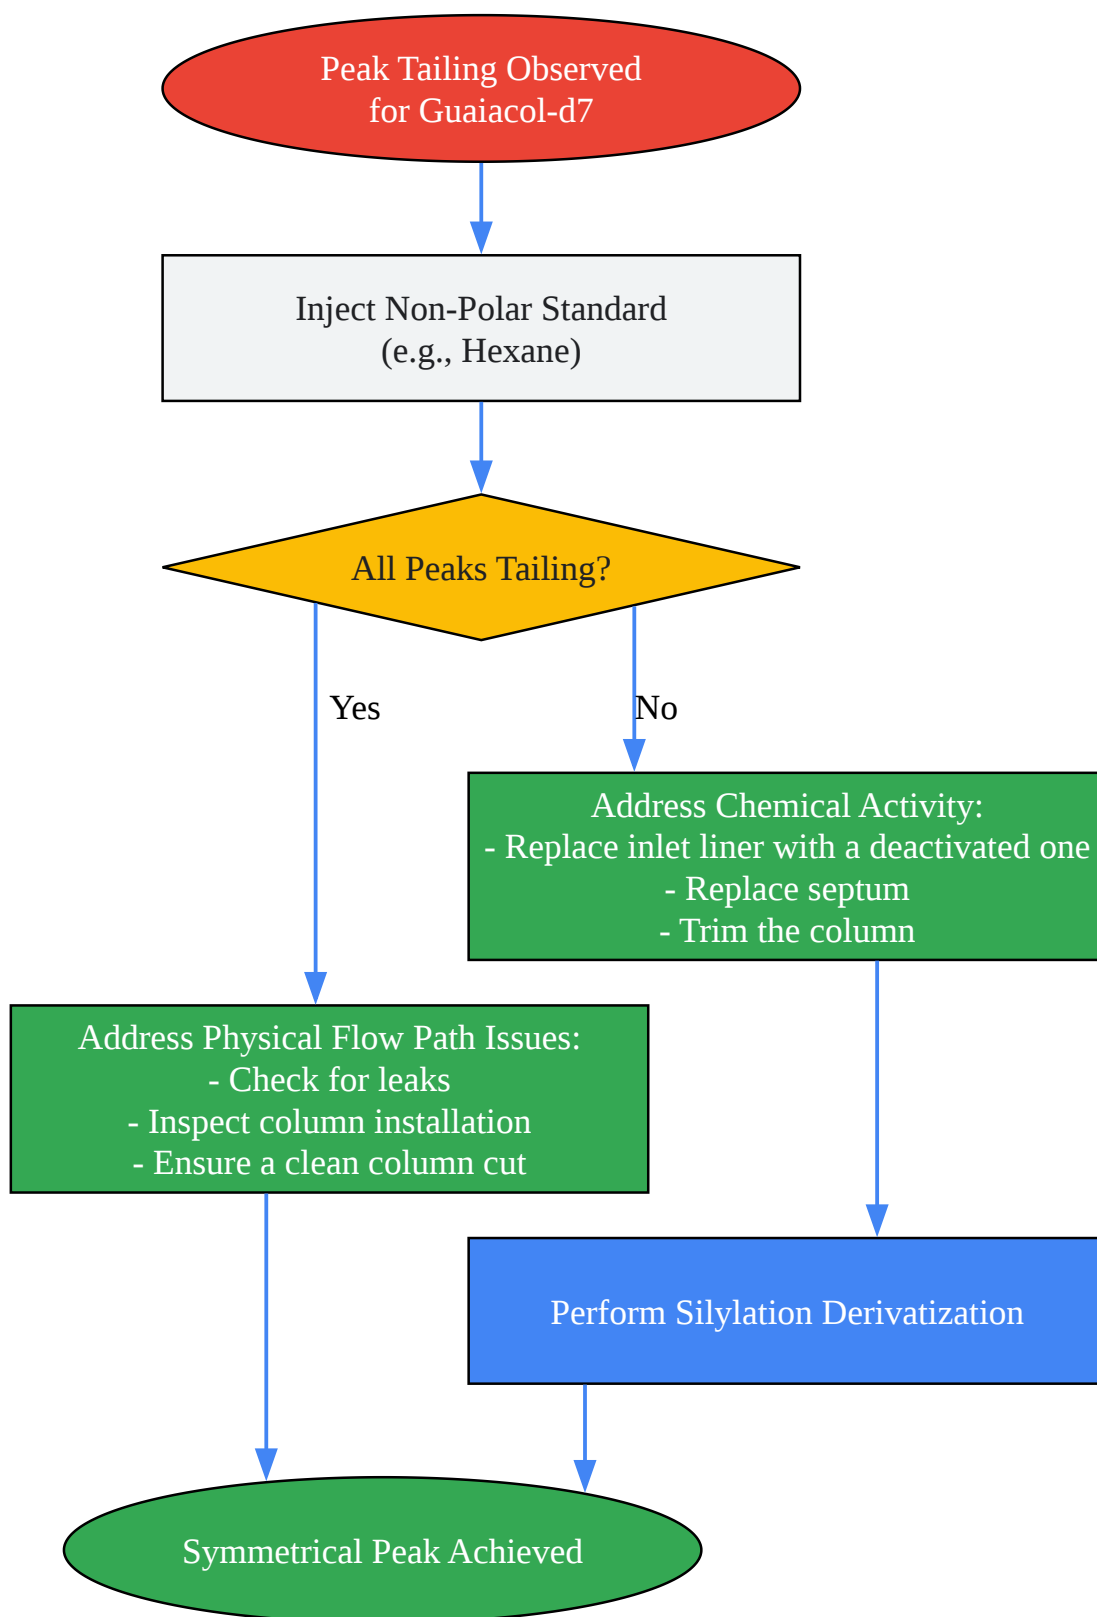 Peak Tailing Observed
for Guaiacol-d7
Inject Non-Polar Standard
(e.g., Hexane)
All Peaks Tailing?
Yes
No
Address Chemical Activity:
- Replace inlet liner with a deactivated one
- Replace septum
- Trim the column
Address Physical Flow Path Issues:
- Check for leaks
- Inspect column installation
- Ensure a clean column cut
Perform Silylation Derivatization
Symmetrical Peak Achieved